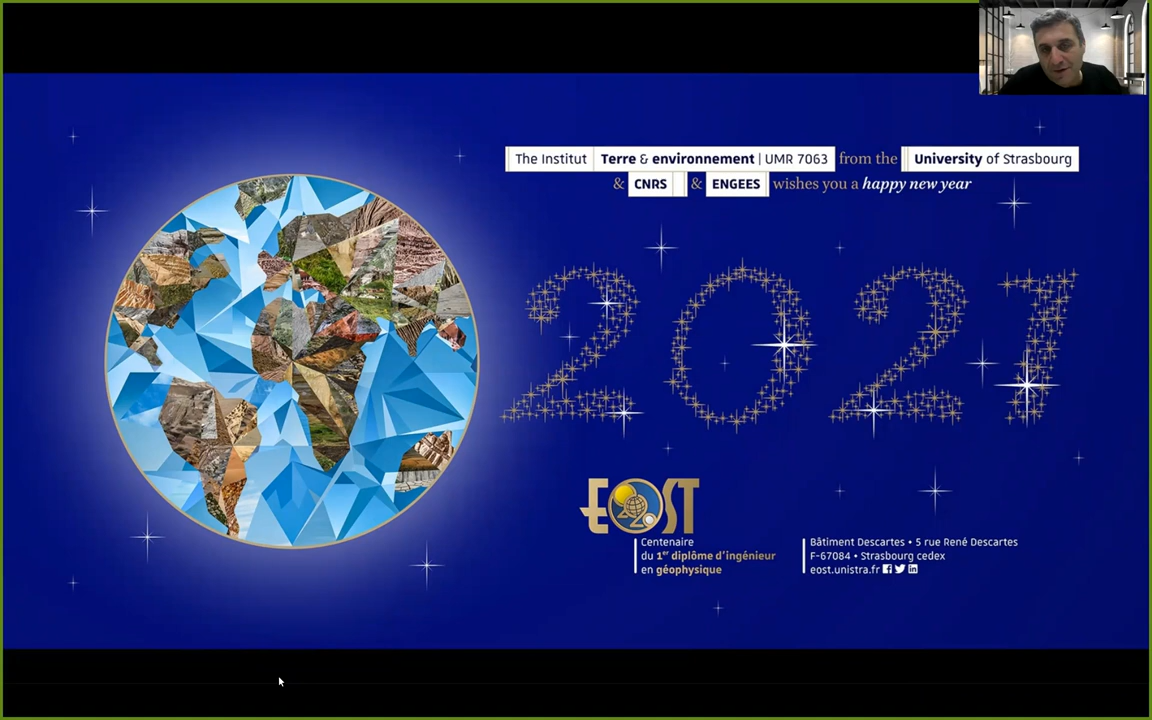 The Institut Terre & environnement | UMR 7063 from the University of Strasbourg
& CNRS & ENGEES wishes you a happy new year
2021
EOST
Centenaire
du 1er diplôme d'ingénieur
en géophysique
Bâtiment Descartes • 5 rue René Descartes
F-67084 • Strasbourg cedex
eost.unistra.fr